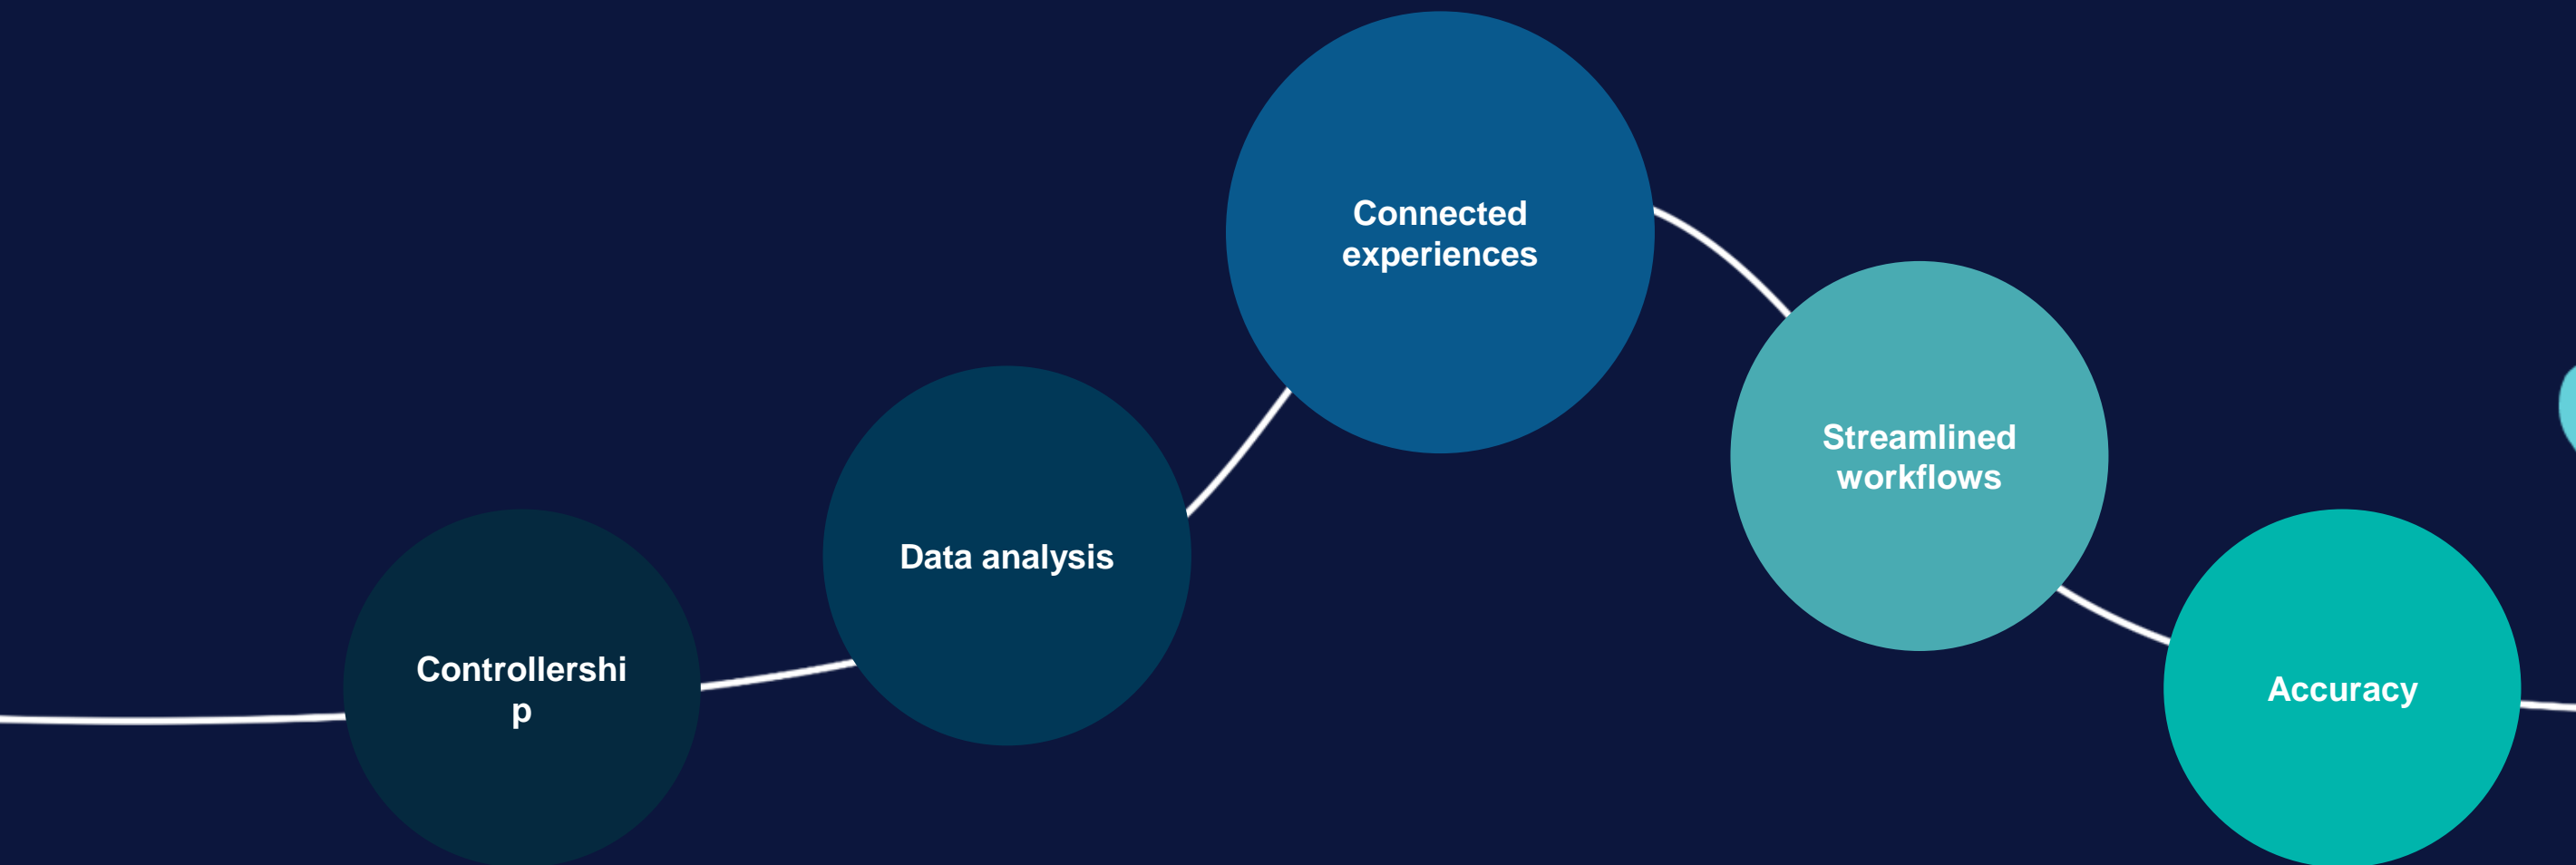 Controllershi
p
Data analysis
Connected
experiences
Streamlined
workflows
Accuracy